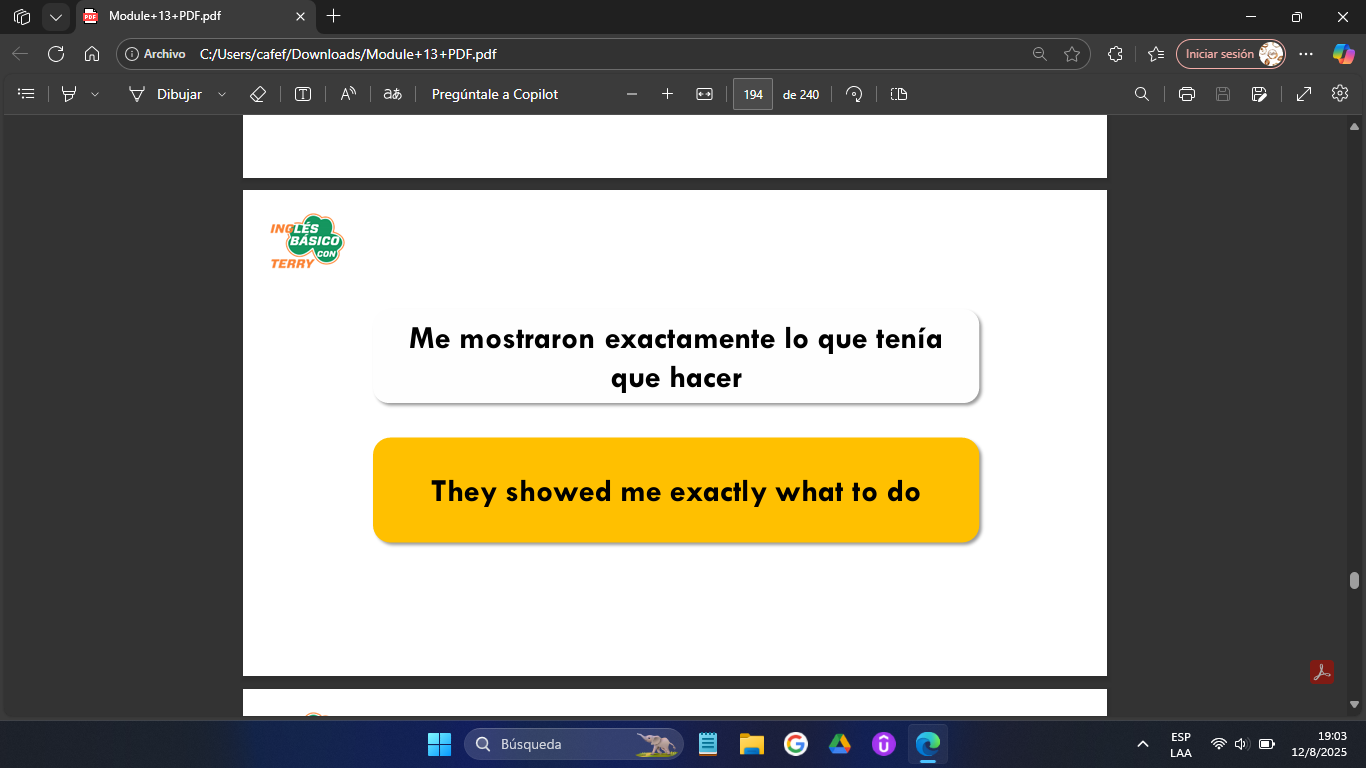 Module+13+PDF.pdf
Archivo C:/Users/cafef/Downloads/Module+13+PDF.pdf Iniciar sesión
Dibujar Pregúntale a Copilot 194 de 240
INGLÉS
BÁSICO
CON
TERRY
Me mostraron exactamente lo que tenía
que hacer
They showed me exactly what to do
Búsqueda
ESP
LAA
19:03
12/8/2025